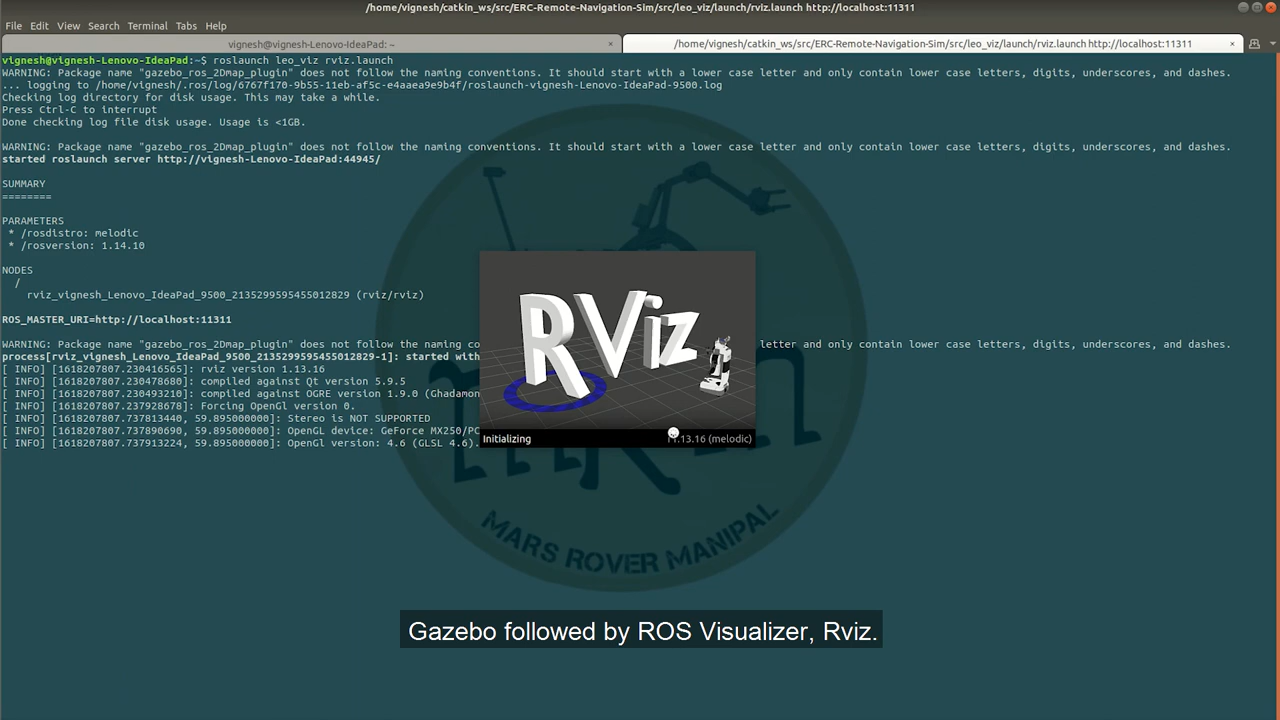 /home/vignesh/catkin_ws/src/ERC-Remote-Navigation-Sim/src/leo_viz/launch/rviz.launch http://localhost:11311
File Edit View Search Terminal Tabs Help
vignesh@vignesh-Lenovo-IdeaPad: ~ × /home/vignesh/catkin_ws/src/ERC-Remote-Navigation-Sim/src/leo_viz/launch/rviz.launch http://localhost:11311 ×
vignesh@vignesh-Lenovo-IdeaPad:~$ roslaunch leo_viz rviz.launch
WARNING: Package name "gazebo_ros_2Dmap_plugin" does not follow the naming conventions. It should start with a lower case letter and only contain lower case letters, digits, underscores, and dashes.
... logging to /home/vignesh/.ros/log/6767f170-9b55-11eb-af5c-e4aaea9e9b4f/roslaunch-vignesh-Lenovo-IdeaPad-9500.log
Checking log directory for disk usage. This may take a while.
Press Ctrl-C to interrupt
Done checking log file disk usage. Usage is <1GB.
WARNING: Package name "gazebo_ros_2Dmap_plugin" does not follow the naming conventions. It should start with a lower case letter and only contain lower case letters, digits, underscores, and dashes.
started roslaunch server http://vignesh-Lenovo-IdeaPad:44945/
SUMMARY
========
PARAMETERS
* /rosdistro: melodic
* /rosversion: 1.14.10
NODES
/
rviz_vignesh_Lenovo_IdeaPad_9500_2135299595455012829 (rviz/rviz)
ROS_MASTER_URI=http://localhost:11311
WARNING: Package name "gazebo_ros_2Dmap_plugin" does not follow the naming co letter and only contain lower case letters, digits, underscores, and dashes.
process[rviz_vignesh_Lenovo_IdeaPad_9500_2135299595455012829-1]: started with
[ INFO] [1618207807.230416565]: rviz version 1.13.16
[ INFO] [1618207807.230478680]: compiled against Qt version 5.9.5
[ INFO] [1618207807.230493210]: compiled against OGRE version 1.9.0 (Ghadamon
[ INFO] [1618207807.237928678]: Forcing OpenGl version 0.
[ INFO] [1618207807.737813440, 59.895000000]: Stereo is NOT SUPPORTED
[ INFO] [1618207807.737890690, 59.895000000]: OpenGL device: GeForce MX250/PC
[ INFO] [1618207807.737913224, 59.895000000]: OpenGl version: 4.6 (GLSL 4.6).
RViz
Initializing
.13.16 (melodic)
MARS ROVER MANIPAL
Gazebo followed by ROS Visualizer, Rviz.